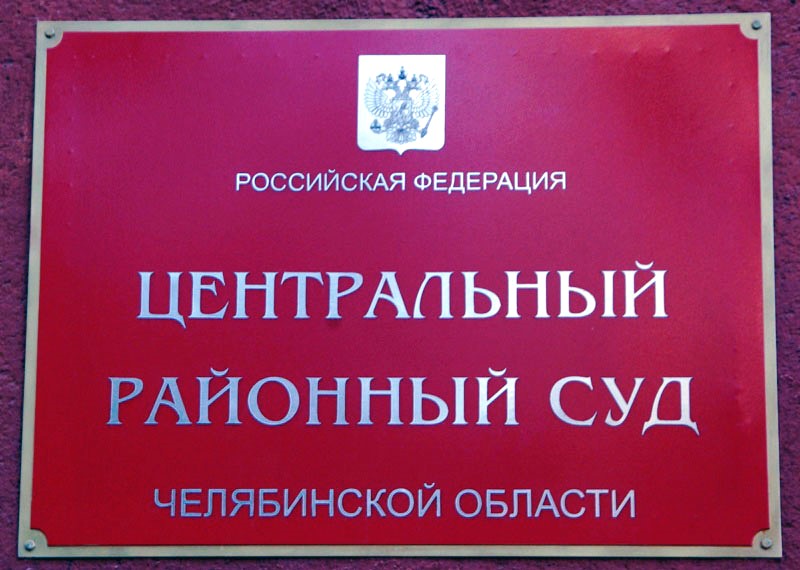 РОССИЙСКАЯ ФЕДЕРАЦИЯ
ЦЕНТРАЛЬНЫЙ
РАЙОННЫЙ СУД
ЧЕЛЯБИНСКОЙ ОБЛАСТИ